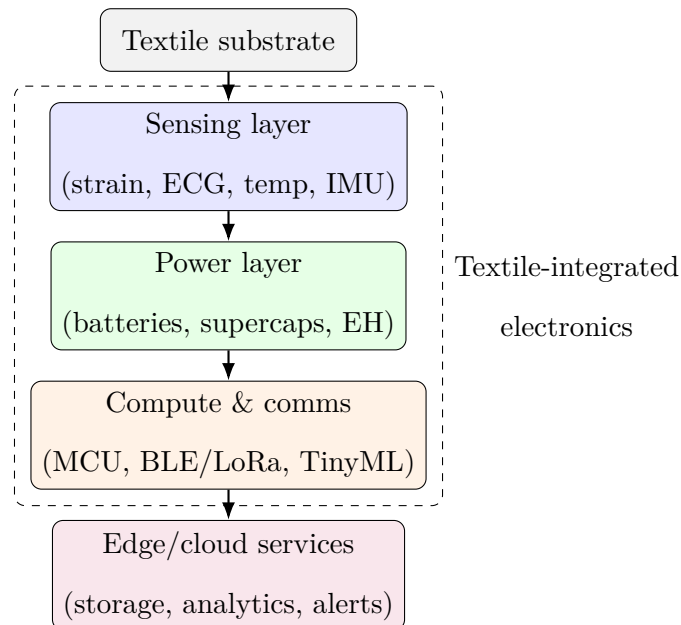 Textile substrate
Sensing layer
(strain, ECG, temp, IMU)
Power layer
(batteries, supercaps, EH)
Textile-integrated
electronics
Compute & comms
(MCU, BLE/LoRa, TinyML)
Edge/cloud services
(storage, analytics, alerts)